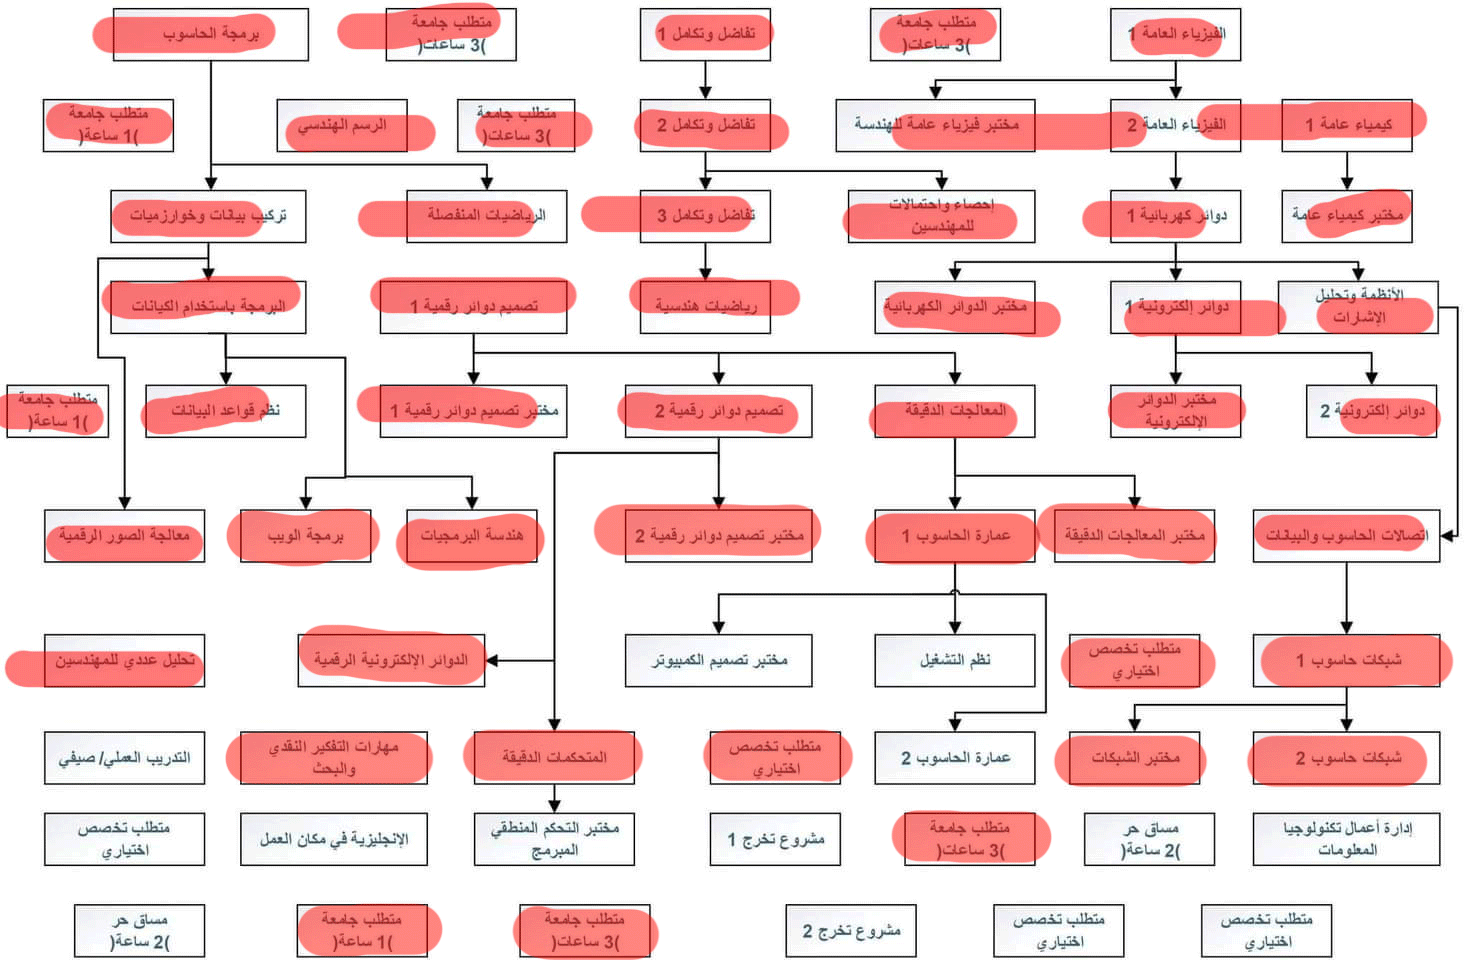 الفيزياء العامة 1
متطلب جامعة
)3 ساعات(
تفاضل وتكامل 1
متطلب جامعة
)3 ساعات(
برمجة الحاسوب
كيمياء عامة 1
الفيزياء العامة 2
مختبر فيزياء عامة للهندسة
تفاضل وتكامل 2
متطلب جامعة
)3 ساعات(
الرسم الهندسي
متطلب جامعة
)1 ساعة(
مختبر كيمياء عامة
دوائر كهربائية 1
إحصاء واحتمالات
للمهندسين
تفاضل وتكامل 3
الرياضيات المنفصلة
تركيب بيانات وخوارزميات
الأنظمة وتحليل
الإشارات
دوائر إلكترونية 1
مختبر الدوائر الكهربائية
رياضيات هندسية
تصميم دوائر رقمية 1
البرمجة باستخدام الكيانات
دوائر إلكترونية 2
مختبر الدوائر
الإلكترونية
المعالجات الدقيقة
تصميم دوائر رقمية 2
مختبر تصميم دوائر رقمية 1
نظم قواعد البيانات
متطلب جامعة
)1 ساعة(
اتصالات الحاسوب والبيانات
مختبر المعالجات الدقيقة
عمارة الحاسوب 1
مختبر تصميم دوائر رقمية 2
هندسة البرمجيات
برمجة الويب
معالجة الصور الرقمية
شبكات حاسوب 1
متطلب تخصص
اختياري
نظم التشغيل
مختبر تصميم الكمبيوتر
الدوائر الإلكترونية الرقمية
تحليل عددي للمهندسين
شبكات حاسوب 2
مختبر الشبكات
عمارة الحاسوب 2
متطلب تخصص
اختياري
المتحكمات الدقيقة
مهارات التفكير النقدي
والبحث
التدريب العملي/ صيفي
إدارة أعمال تكنولوجيا
المعلومات
مساق حر
)2 ساعة(
متطلب جامعة
)3 ساعات(
مشروع تخرج 1
مختبر التحكم المنطقي
المبرمج
الإنجليزية في مكان العمل
متطلب تخصص
اختياري
متطلب تخصص
اختياري
متطلب تخصص
اختياري
مشروع تخرج 2
متطلب جامعة
)3 ساعات(
متطلب جامعة
)1 ساعة(
مساق حر
)2 ساعة(